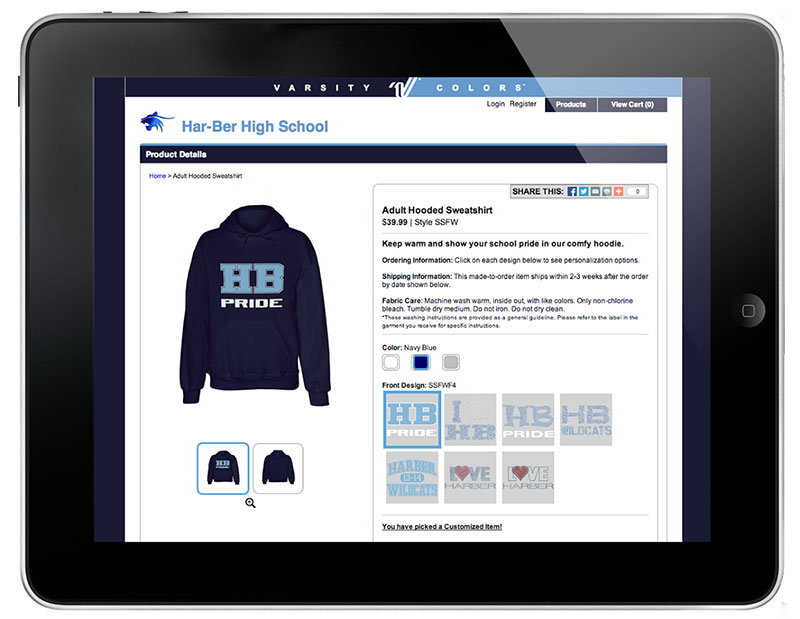 VARSITY V COLORS
Login Register Products View Cart (0)
Har-Ber High School
Product Details
Home > Adult Hooded Sweatshirt
SHARE THIS: 0
Adult Hooded Sweatshirt
$39.99 | Style SSFW
Keep warm and show your school pride in our comfy hoodie.
Ordering Information: Click on each design below to see personalization options.
Shipping Information: This made-to-order item ships within 2-3 weeks after the order
by date shown below.
Fabric Care: Machine wash warm, inside out, with like colors. Only non-chlorine
bleach. Tumble dry medium. Do not iron. Do not dry clean.
*These washing instructions are provided as a general guideline. Please refer to the label in the
garment you receive for specific instructions.
HB
PRIDE
Color: Navy Blue
Front Design: SSFWF4
HB
PRIDE
I
HB
HB
PRIDE
HB
WILDCATS
HARBER
13-14
WILDCATS
LOVE
HARBER
LOVE
HARBER
HB
PRIDE
You have picked a Customized Item!